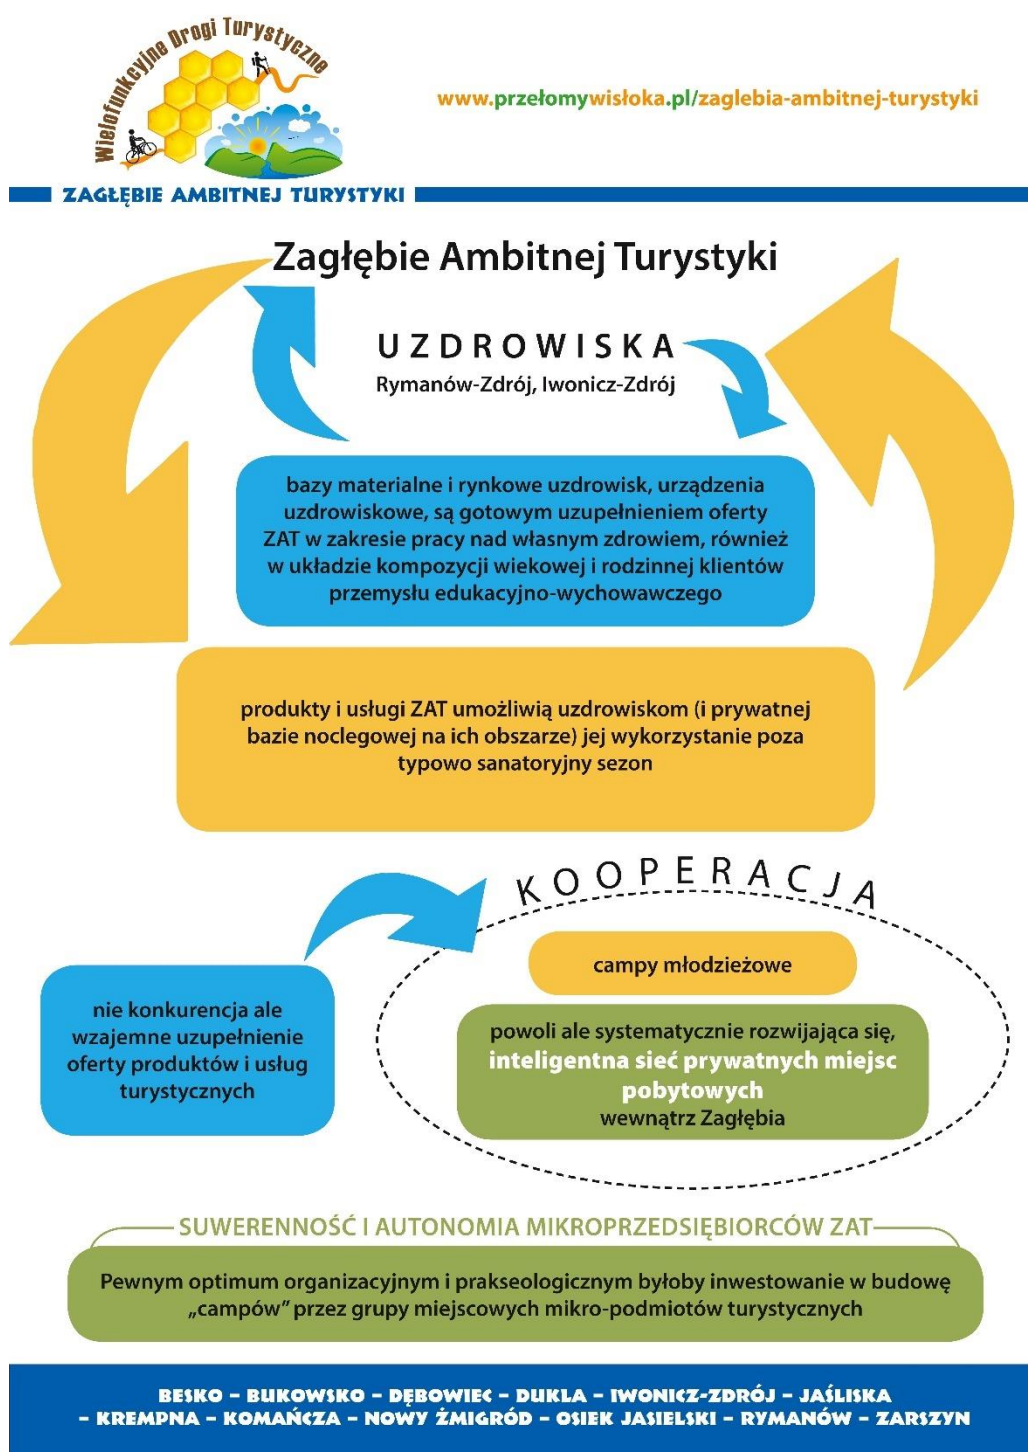 Wielofunkcyjne Drogi Turystyczne
www.przełomywisłoka.pl/zaglebia-ambitnej-turystyki
ZAGŁĘBIE AMBITNEJ TURYSTYKI
Zagłębie Ambitnej Turystyki
UZDROWISKA
Rymanów-Zdrój, Iwonicz-Zdrój
bazy materialne i rynkowe uzdrowisk, urządzenia
uzdrowiskowe, są gotowym uzupełnieniem oferty
ZAT w zakresie pracy nad własnym zdrowiem, również
w układzie kompozycji wiekowej i rodzinnej klientów
przemysłu edukacyjno-wychowawczego
produkty i usługi ZAT umożliwią uzdrowiskom (i prywatnej
bazie noclegowej na ich obszarze) jej wykorzystanie poza
typowo sanatoryjny sezon
KOOPERACJA
campy młodzieżowe
nie konkurencja ale
wzajemne uzupełnienie
oferty produktów i usług
turystycznych
powoli ale systematycznie rozwijająca się,
inteligentna sieć prywatnych miejsc
pobytowych
wewnątrz Zagłębia
SUWERENNOŚĆ I AUTONOMIA MIKROPRZEDSIĘBIORCÓW ZAT
Pewnym optimum organizacyjnym i prakseologicznym byłoby inwestowanie w budowę
„campów” przez grupy miejscowych mikro-podmiotów turystycznych
BESKO – BUKOWSKO – DĘBOWIEC – DUKLA – IWONICZ-ZDRÓJ – JAŚLISKA
– KREMPNA – KOMAŃCZA – NOWY ŻMIGRÓD – OSIEK JASIELSKI – RYMANÓW – ZARSZYN